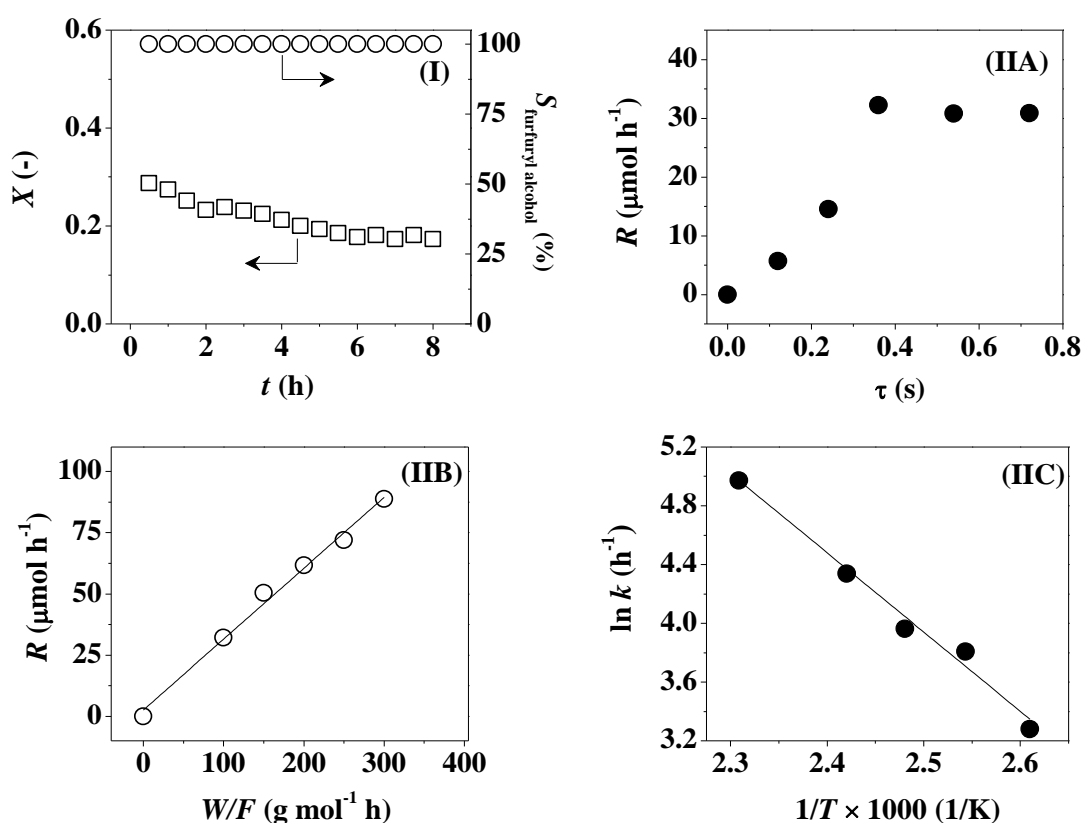 (I)
0.6
0.4
0.2
0.0
100
75
50
25
0
0 2 4 6 8
X (-)
S furfuryl alcohol (%)
t (h)
(IIA)
40
30
20
10
0
0.0 0.2 0.4 0.6 0.8
R (μmol h⁻¹)
τ (s)
(IIB)
100
75
50
25
0
0 100 200 300 400
R (μmol h⁻¹)
W/F (g mol⁻¹ h)
(IIC)
5.2
4.8
4.4
4.0
3.6
3.2
2.3 2.4 2.5 2.6
ln k (h⁻¹)
1/T × 1000 (1/K)